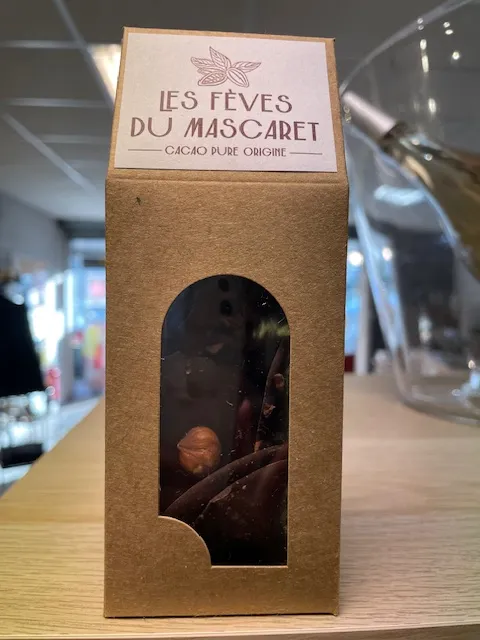 LES FÈVES
DU MASCARET
CACAO PURE ORIGINE